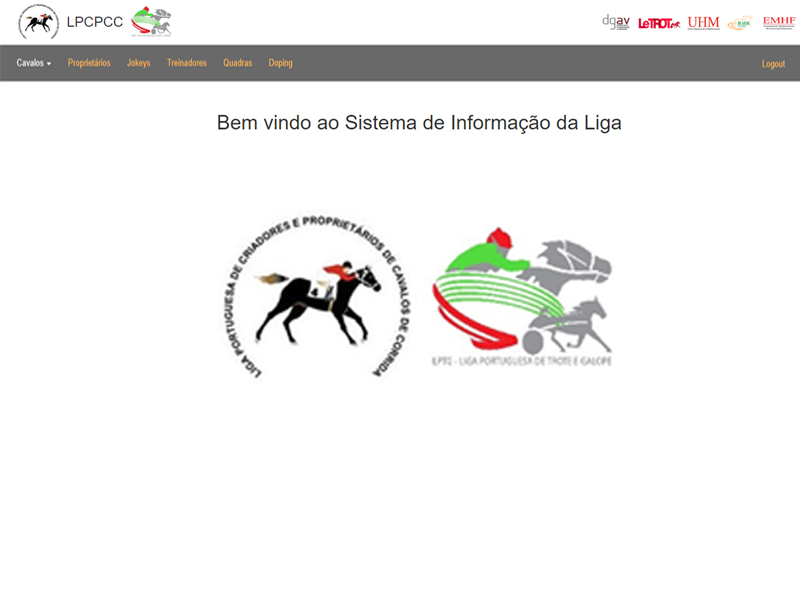 LPCPCC
dgav
LeTROT
UHM
EMHF
Cavalos
Proprietários
Jokeys
Treinadores
Quadras
Doping
Logout
Bem vindo ao Sistema de Informação da Liga
LIGA PORTUGUESA DE CRIADORES E PROPRIETÁRIOS DE CAVALOS DE CORRIDA
4
LPTG - LIGA PORTUGUESA DE TROTE E GALOPE